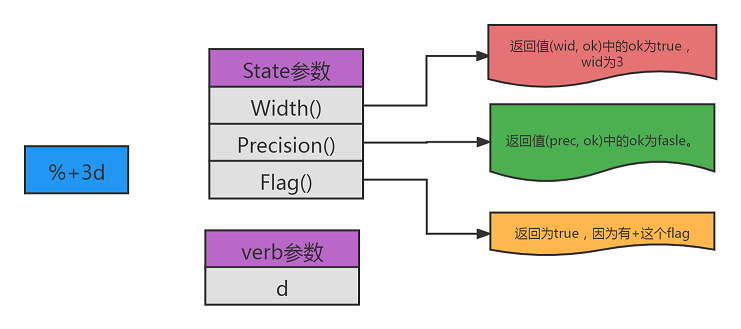 %+3d
State参数
Width()
Precision()
Flag()
verb参数
d
返回值(wid, ok)中的ok为true，
wid为3
返回值(prec, ok)中的ok为fasle。
返回为true，因为有+这个flag